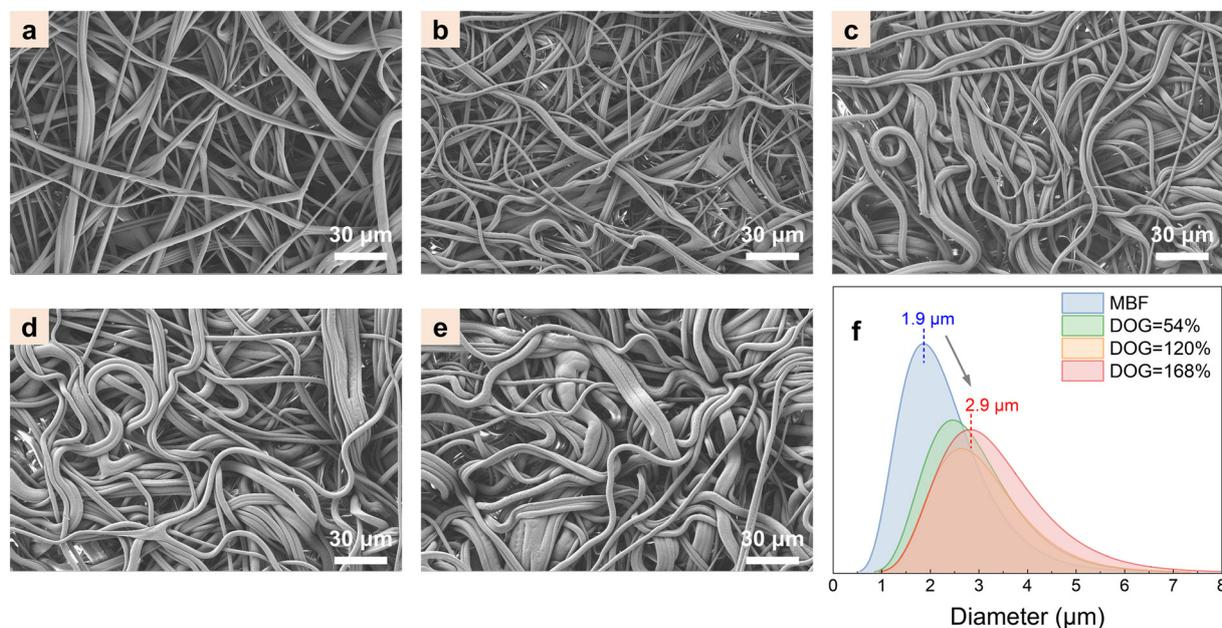 a
30 µm
b
30 µm
c
30 µm
d
30 µm
e
30 µm
f
1.9 µm
2.9 µm
MBF
DOG=54%
DOG=120%
DOG=168%
0 1 2 3 4 5 6 7 8
Diameter (µm)